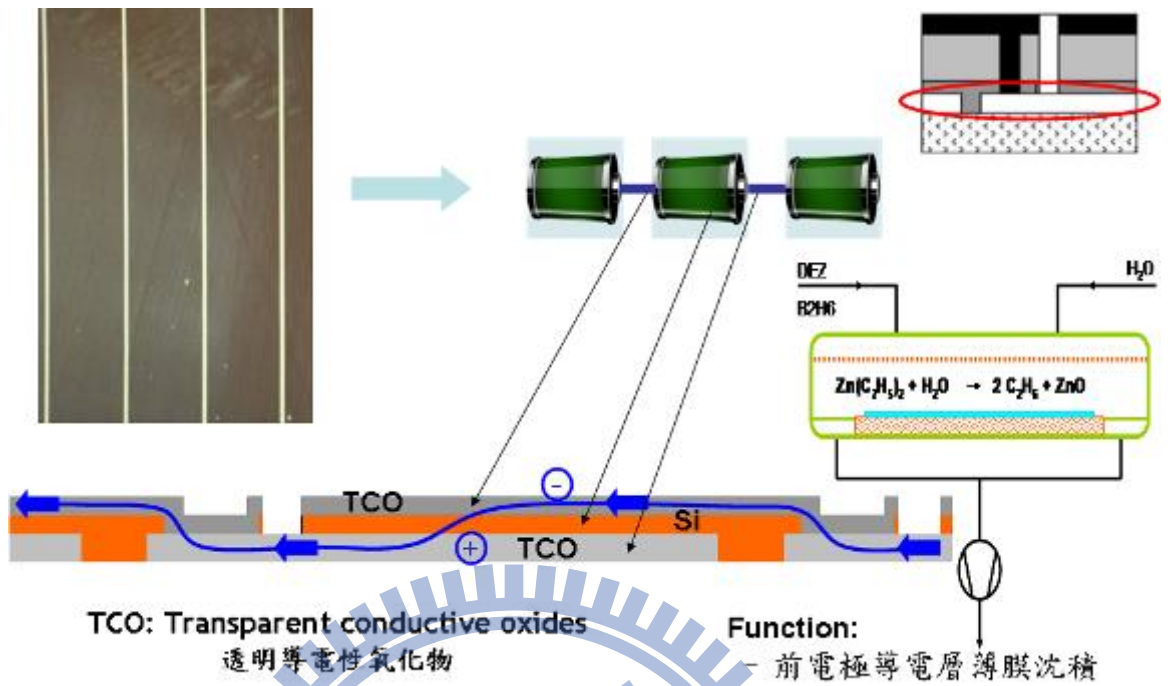 DEZ
H₂O
B2H6
Zn(C₂H₅)₂ + H₂O → 2 C₂H₆ + ZnO
TCO
−
Si
+
TCO
TCO: Transparent conductive oxides
透明導電性氧化物
Function:
- 前電極導電層薄膜沈積